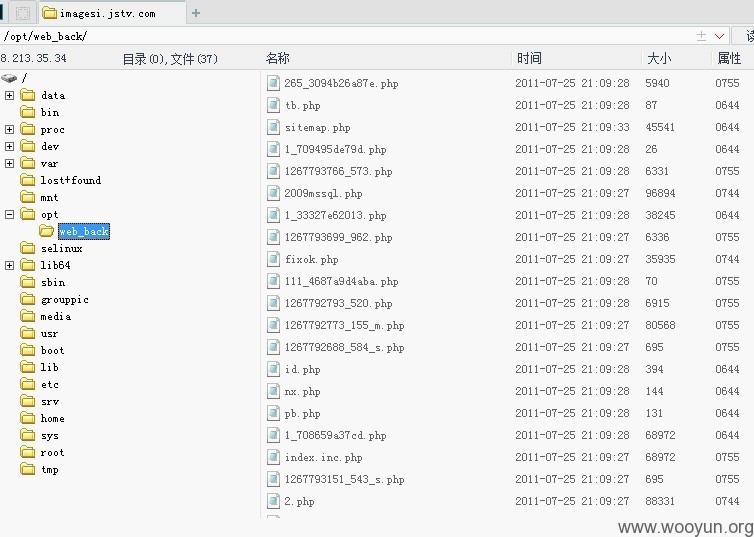 imagesi.jstv.com
/opt/web_back/
8.213.35.34 目录(0),文件(37) 名称 时间 大小 属性
/
data
bin
proc
dev
var
lost+found
mnt
opt
web_back
selinux
lib64
sbin
grouppic
media
usr
boot
lib
etc
srv
home
sys
root
tmp
265_3094b26a87e.php 2011-07-25 21:09:28 5940 0755
tb.php 2011-07-25 21:09:28 87 0644
sitemap.php 2011-07-25 21:09:33 45541 0644
1_709495de79d.php 2011-07-25 21:09:28 26 0644
1267793766_573.php 2011-07-25 21:09:28 6331 0755
2009mssql.php 2011-07-25 21:09:27 96894 0744
1_33327e62013.php 2011-07-25 21:09:28 38245 0644
1267793699_962.php 2011-07-25 21:09:27 6336 0755
fixok.php 2011-07-25 21:09:27 35935 0744
111_4687a9d4aba.php 2011-07-25 21:09:28 70 0755
1267792793_520.php 2011-07-25 21:09:28 6915 0755
1267792773_155_m.php 2011-07-25 21:09:27 80568 0755
1267792688_584_s.php 2011-07-25 21:09:27 695 0755
id.php 2011-07-25 21:09:28 394 0644
nx.php 2011-07-25 21:09:27 144 0644
pb.php 2011-07-25 21:09:28 131 0644
1_708659a37cd.php 2011-07-25 21:09:28 68972 0644
index.inc.php 2011-07-25 21:09:27 68972 0755
1267793151_543_s.php 2011-07-25 21:09:27 695 0755
2.php 2011-07-25 21:09:27 88331 0744
www.wooyun.org